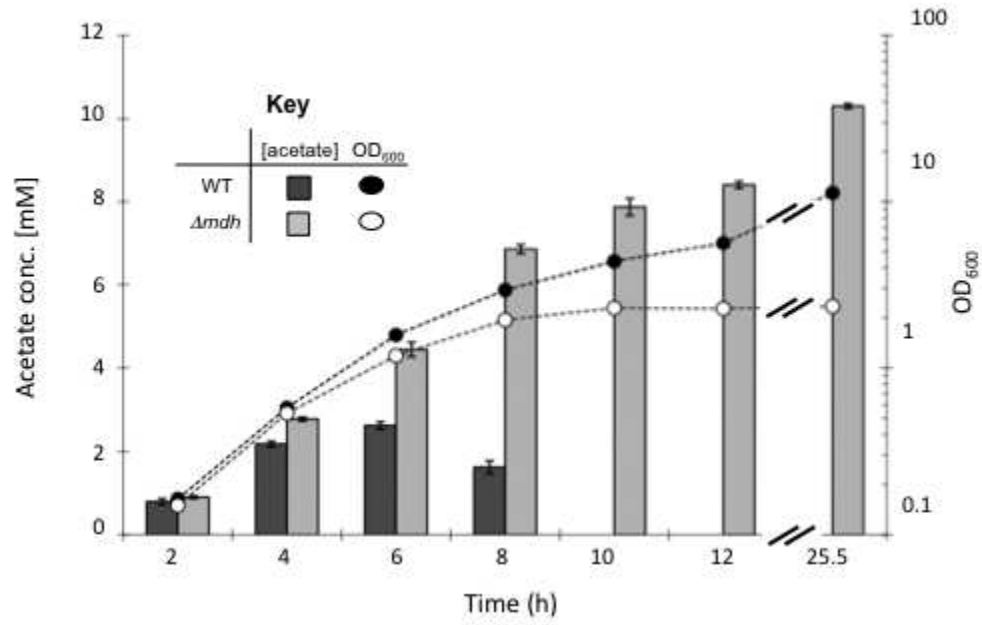 12
10
8
6
4
2
0
Acetate conc. [mM]
Key
[acetate] OD600
WT
Δmdh
100
10
1
0.1
OD600
2 4 6 8 10 12 25.5
Time (h)